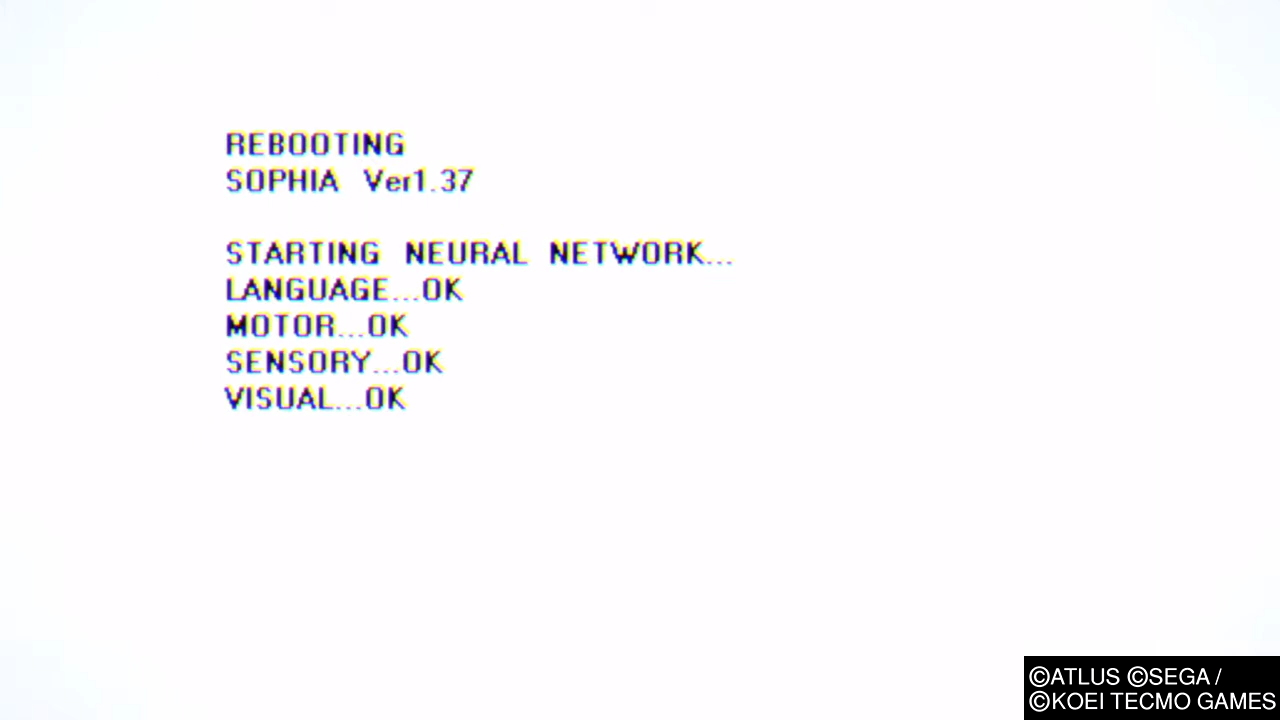 REBOOTING
SOPHIA Ver1.37
STARTING NEURAL NETWORK...
LANGUAGE...OK
MOTOR...OK
SENSORY...OK
VISUAL...OK
©ATLUS ©SEGA /
©KOEI TECMO GAMES